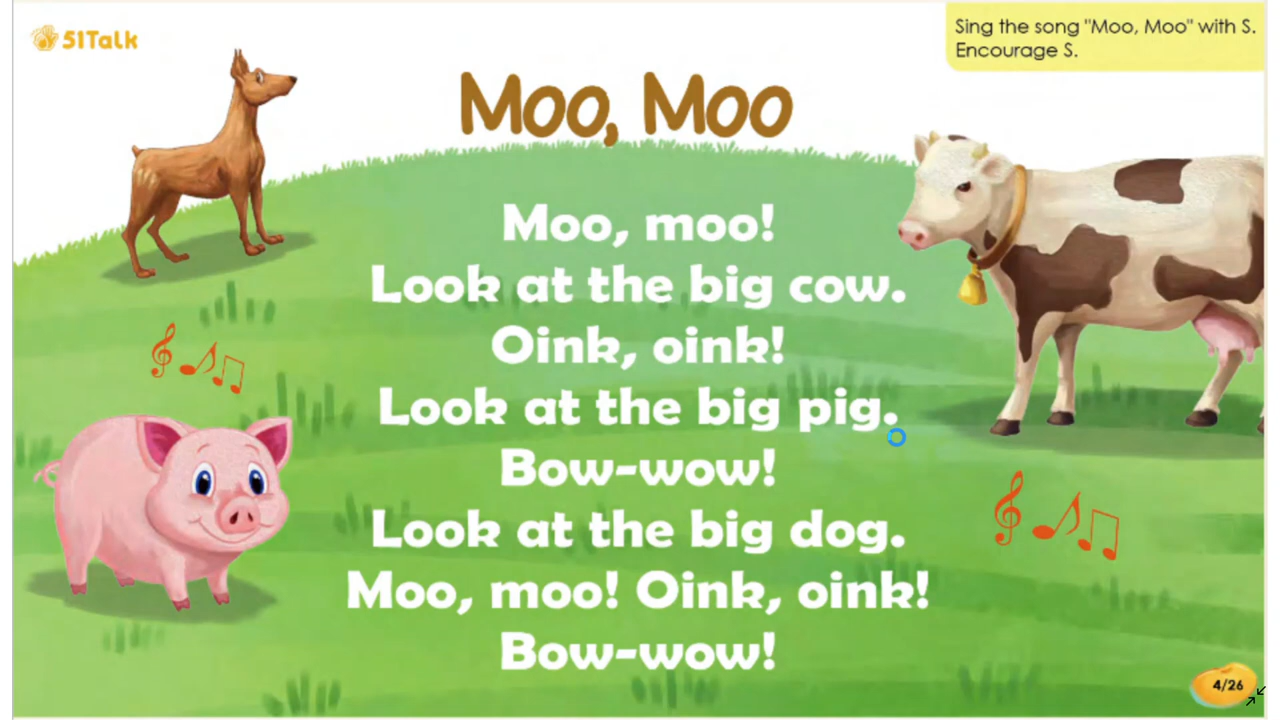 51Talk
Sing the song "Moo, Moo" with S.
Encourage S.
Moo, Moo
Moo, moo!
Look at the big cow.
Oink, oink!
Look at the big pig.
Bow-wow!
Look at the big dog.
Moo, moo! Oink, oink!
Bow-wow!
4/26